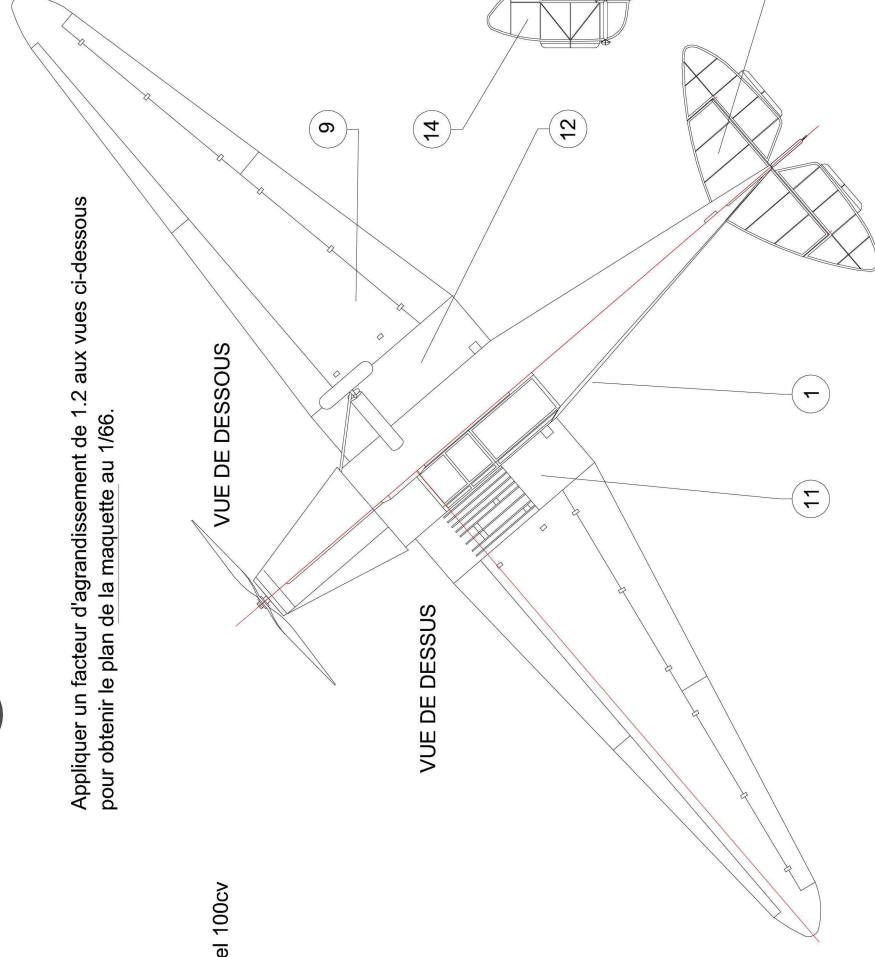 Appliquer un facteur d'agrandissement de 1.2 aux vues ci-dessous
pour obtenir le plan de la maquette au 1/66.
el 100cv
VUE DE DESSOUS
VUE DE DESSUS
9
14
12
1
11